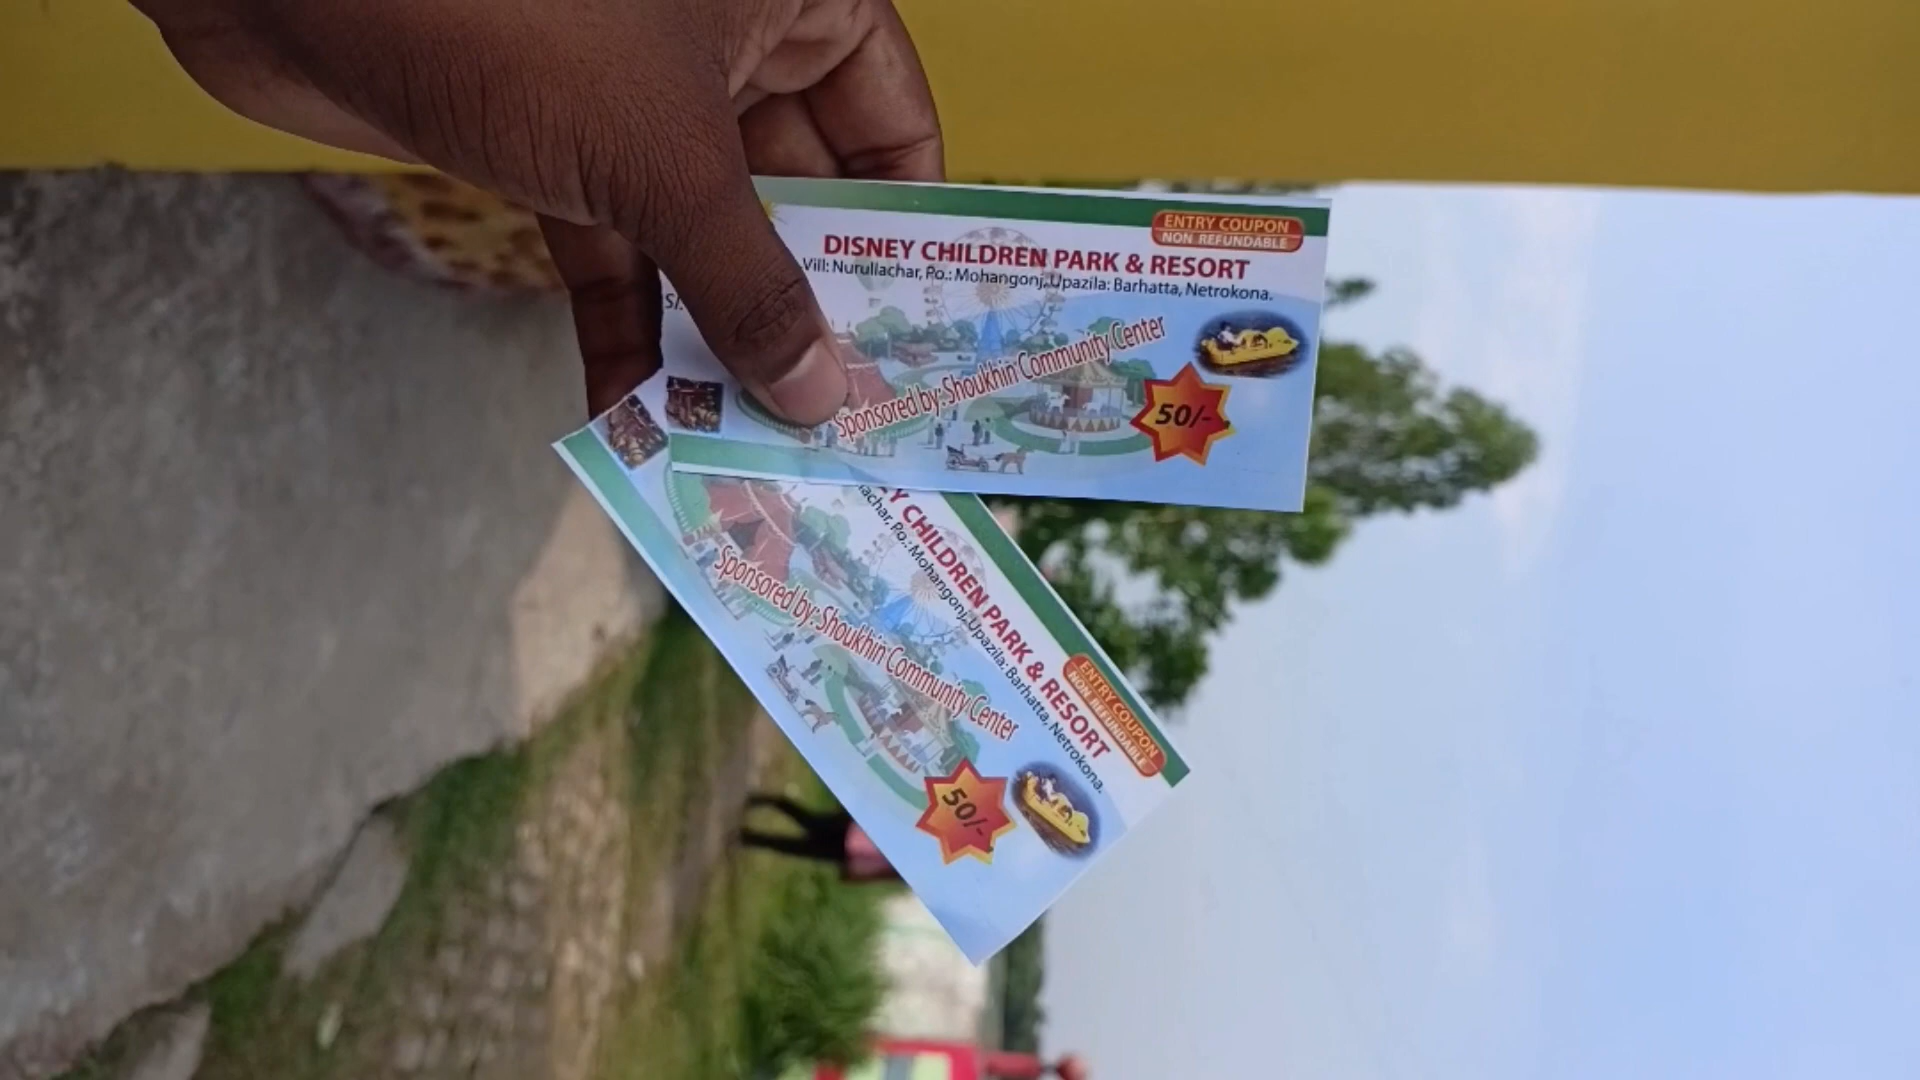 ENTRY COUPON
NON REFUNDABLE
DISNEY CHILDREN PARK & RESORT
Vill: Nurullachar, Po.: Mohangonj, Upazila: Barhatta, Netrokona.
Sl.
Sponsored by: Shoukhin Community Center
50/-
ENTRY COUPON
NON REFUNDABLE
CHILDREN PARK & RESORT
Po.: Mohangonj, Upazila: Barhatta, Netrokona.
Sponsored by: Shoukhin Community Center
50/-